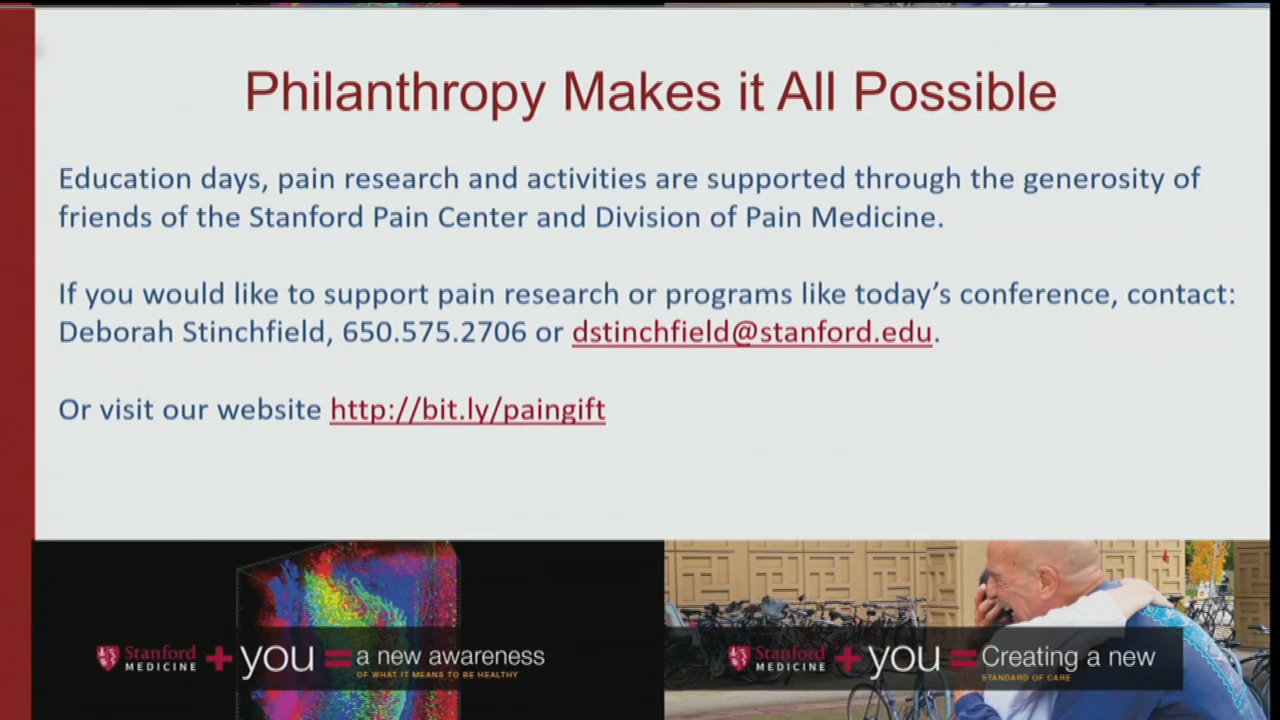 Philanthropy Makes it All Possible
Education days, pain research and activities are supported through the generosity of
friends of the Stanford Pain Center and Division of Pain Medicine.
If you would like to support pain research or programs like today’s conference, contact:
Deborah Stinchfield, 650.575.2706 or dstinchfield@stanford.edu.
Or visit our website http://bit.ly/paingift
Stanford MEDICINE + you = a new awareness
OF WHAT IT MEANS TO BE HEALTHY
Stanford MEDICINE + you = Creating a new
STANDARD OF CARE